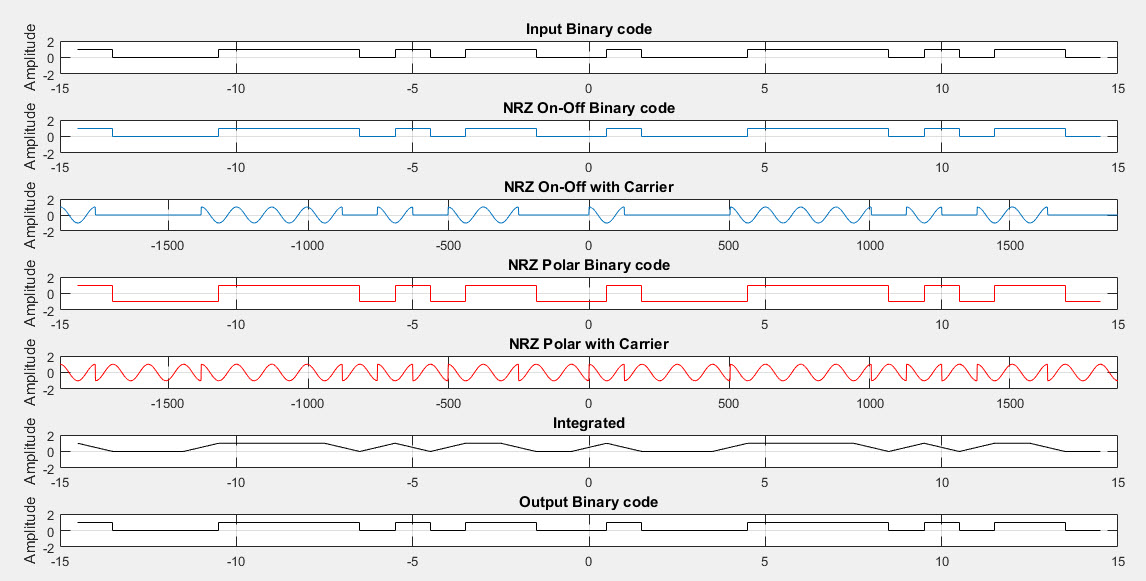 Input Binary code
Amplitude
2
0
-2
-15 -10 -5 0 5 10 15
NRZ On-Off Binary code
Amplitude
2
0
-2
-15 -10 -5 0 5 10 15
NRZ On-Off with Carrier
Amplitude
2
0
-2
-1500 -1000 -500 0 500 1000 1500
NRZ Polar Binary code
Amplitude
2
0
-2
-15 -10 -5 0 5 10 15
NRZ Polar with Carrier
Amplitude
2
0
-2
-1500 -1000 -500 0 500 1000 1500
Integrated
Amplitude
2
0
-2
-15 -10 -5 0 5 10 15
Output Binary code
Amplitude
2
0
-2
-15 -10 -5 0 5 10 15